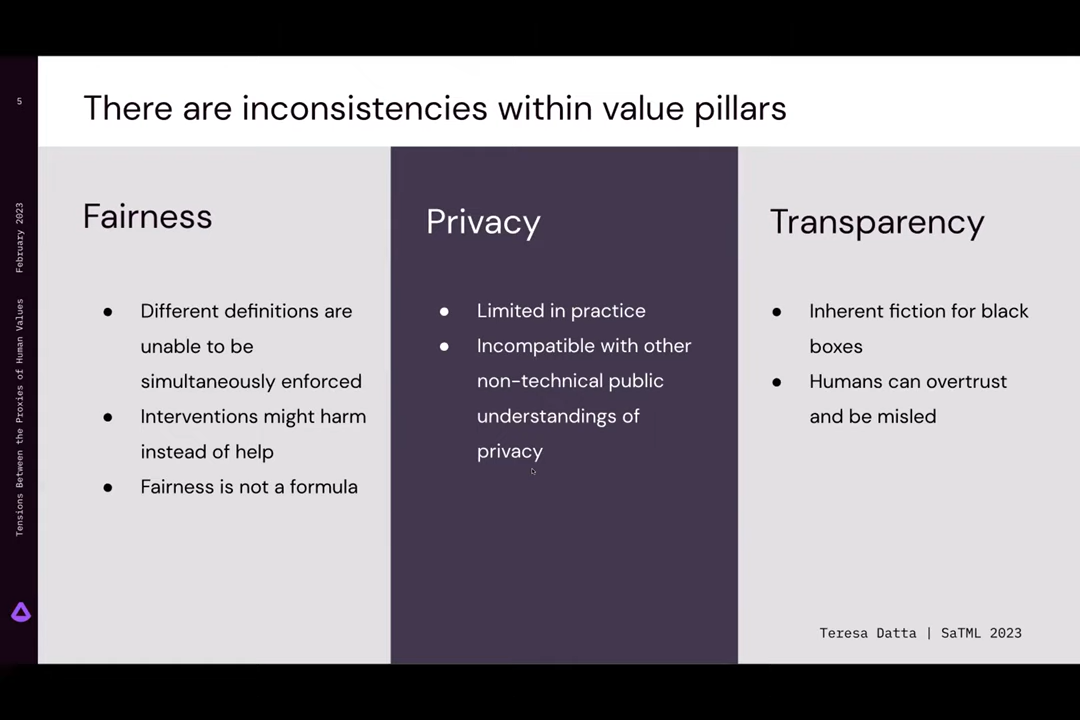 5
Tensions Between the Proxies of Human Values February 2023
There are inconsistencies within value pillars
Fairness
● Different definitions are
unable to be
simultaneously enforced
● Interventions might harm
instead of help
● Fairness is not a formula
Privacy
● Limited in practice
● Incompatible with other
non-technical public
understandings of
privacy
Transparency
● Inherent fiction for black
boxes
● Humans can overtrust
and be misled
Teresa Datta | SaTML 2023